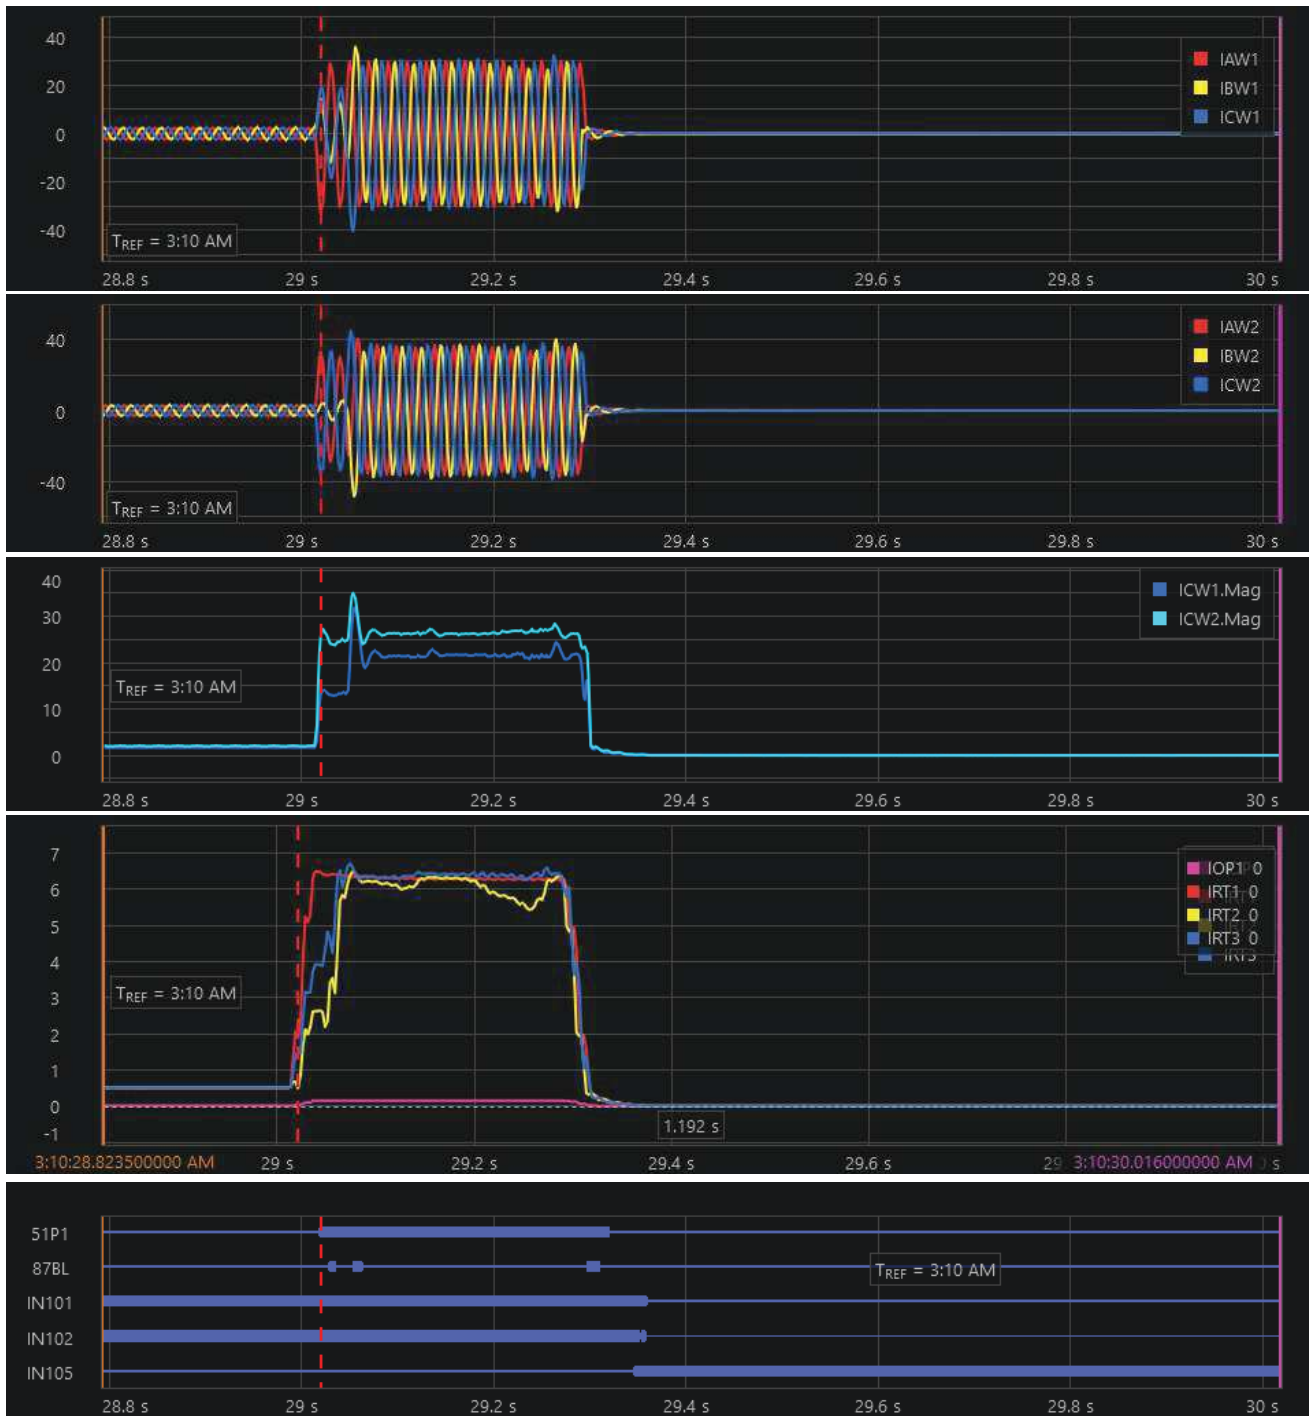 40
20
0
-20
-40
IAW1
IBW1
ICW1
TREF = 3:10 AM
28.8 s 29 s 29.2 s 29.4 s 29.6 s 29.8 s 30 s
40
0
-40
IAW2
IBW2
ICW2
TREF = 3:10 AM
28.8 s 29 s 29.2 s 29.4 s 29.6 s 29.8 s 30 s
40
30
20
10
0
ICW1.Mag
ICW2.Mag
TREF = 3:10 AM
28.8 s 29 s 29.2 s 29.4 s 29.6 s 29.8 s 30 s
7
6
5
4
3
2
1
0
-1
IOP1 0
IRT1 0
IRT2 0
IRT3 0
IRT3
TREF = 3:10 AM
1.192 s
3:10:28.823500000 AM 29 s 29.2 s 29.4 s 29.6 s 29 3:10:30.016000000 AM s
51P1
87BL
IN101
IN102
IN105
TREF = 3:10 AM
28.8 s 29 s 29.2 s 29.4 s 29.6 s 29.8 s 30 s